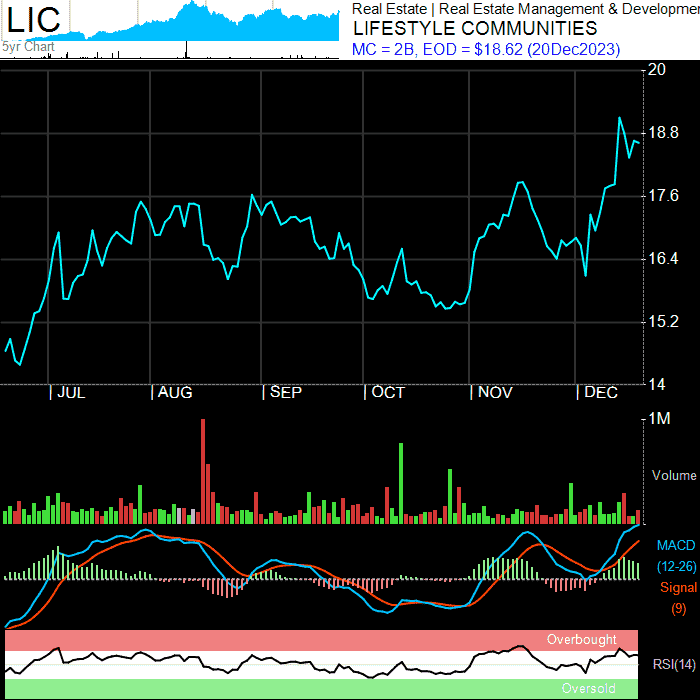 LIC
5yr Chart
Real Estate | Real Estate Management & Developmen
LIFESTYLE COMMUNITIES
MC = 2B, EOD = $18.62 (20Dec2023)
20
18.8
17.6
16.4
15.2
14
| JUL | AUG | SEP | OCT | NOV | DEC
1M
Volume
MACD
(12-26)
Signal
(9)
Overbought
RSI(14)
Oversold